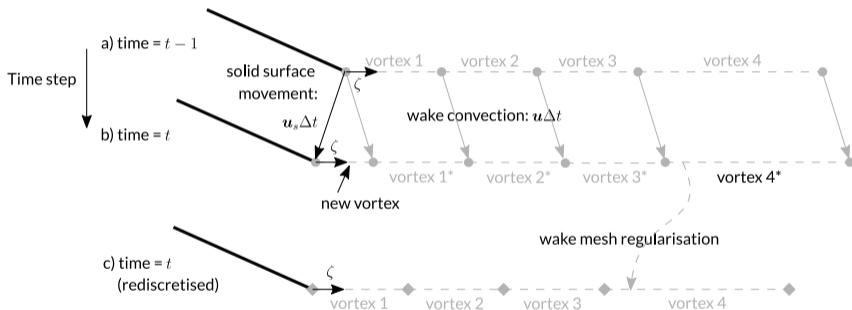 a) time = t − 1
vortex 1
vortex 2
vortex 3
vortex 4
Time step
solid surface
movement:
u_sΔt
ζ
wake convection: uΔt
b) time = t
ζ
vortex 1*
vortex 2*
vortex 3*
vortex 4*
new vortex
wake mesh regularisation
c) time = t
(rediscretised)
ζ
vortex 1
vortex 2
vortex 3
vortex 4